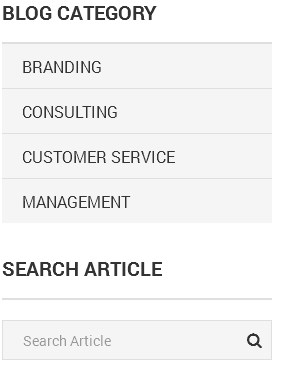 BLOG CATEGORY
BRANDING
CONSULTING
CUSTOMER SERVICE
MANAGEMENT
SEARCH ARTICLE
Search Article